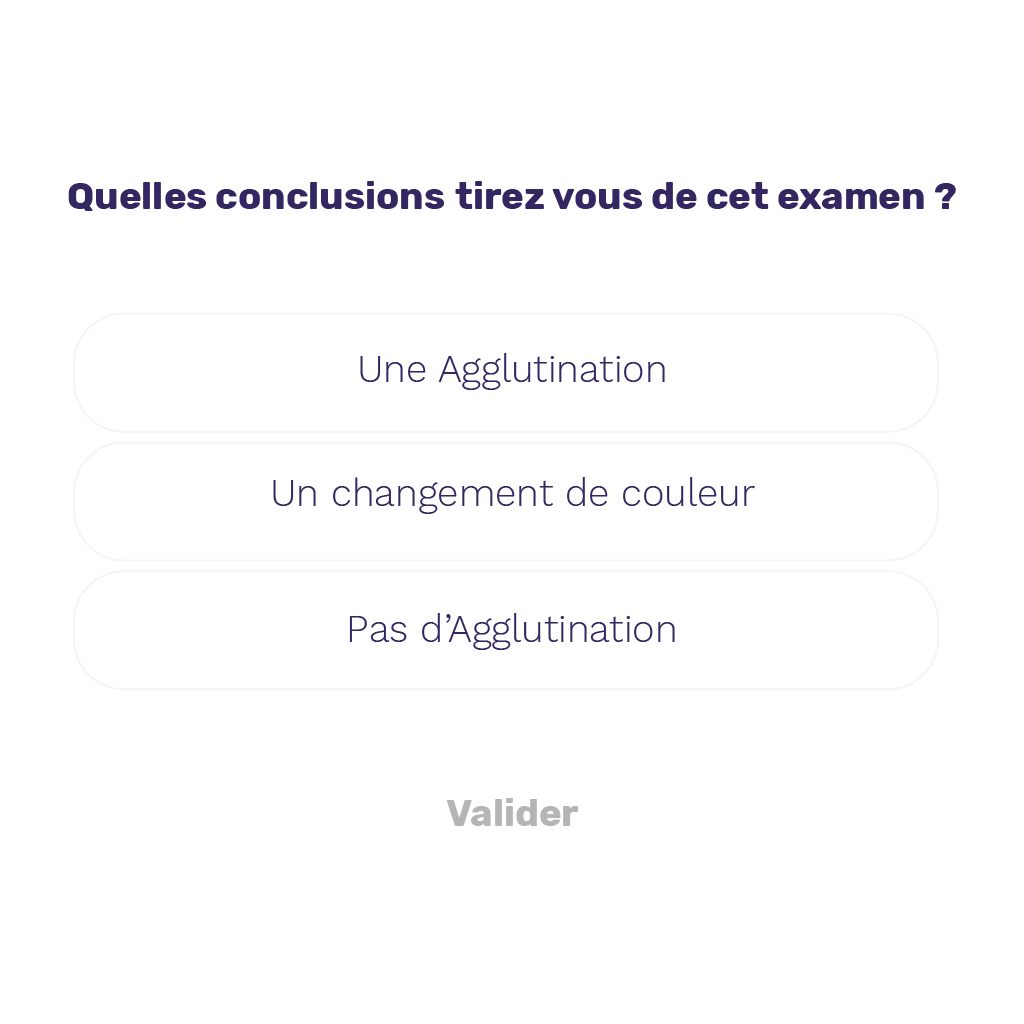 Quelles conclusions tirez vous de cet examen ?
Une Agglutination
Un changement de couleur
Pas d’Agglutination
Valider